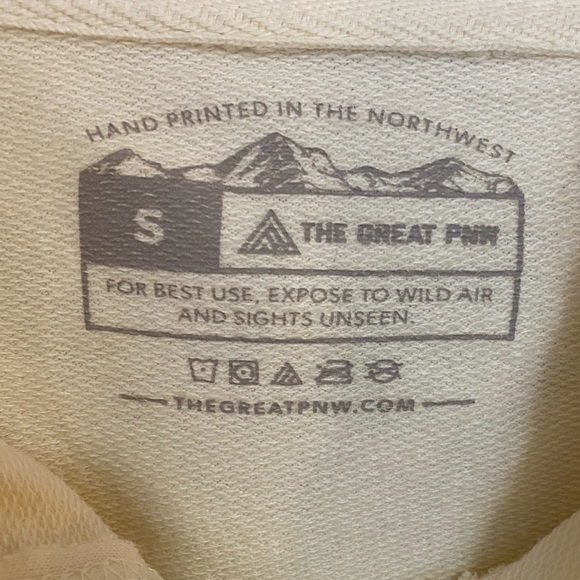 HAND PRINTED IN THE NORTHWEST
S
THE GREAT PNW
FOR BEST USE, EXPOSE TO WILD AIR
AND SIGHTS UNSEEN.
THEGREATPNW.COM